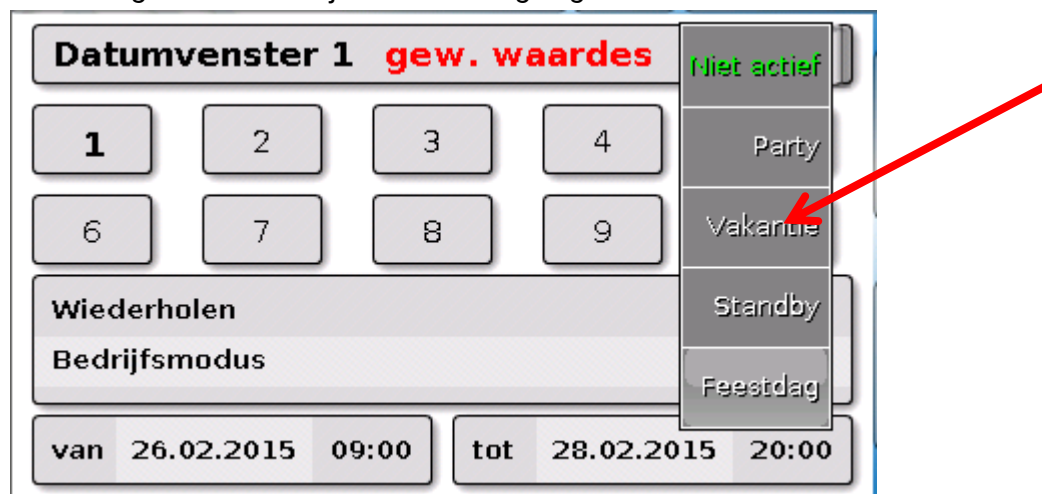 Datumvenster 1 gew. waardes
1 2 3 4
6 7 8 9
Niet actief
Party
Vakantie
Standby
Feestdag
Wiederholen
Bedrijfsmodus
van 26.02.2015 09:00 tot 28.02.2015 20:00